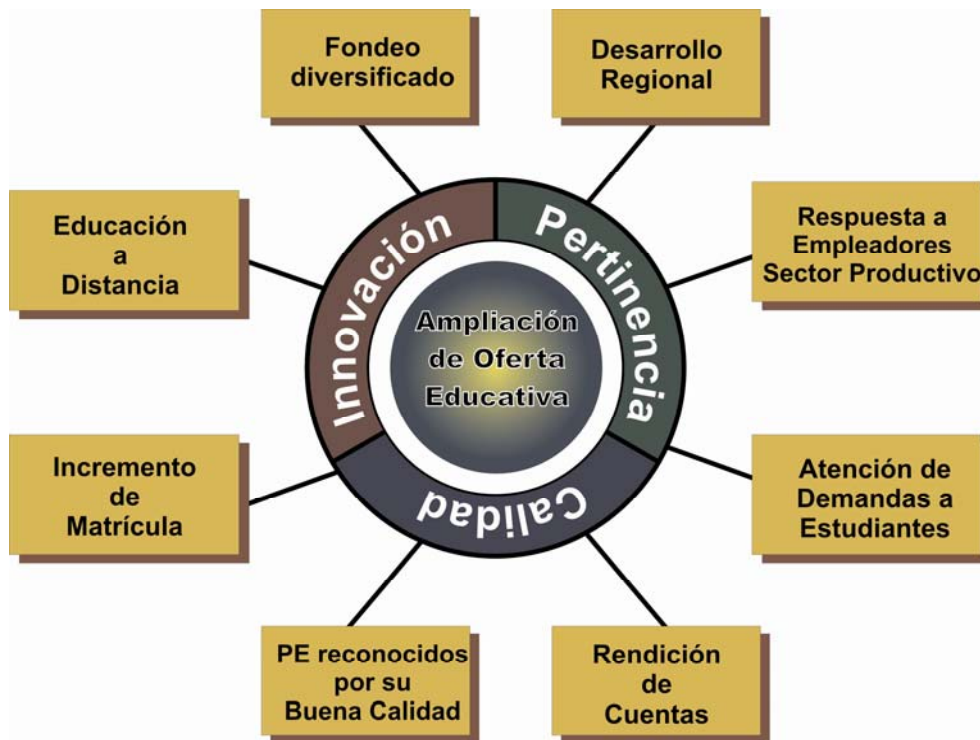 Fondeo
diversificado
Desarrollo
Regional
Educación
a
Distancia
Innovación
Pertinencia
Respuesta a
Empleadores
Sector Productivo
Ampliación
de Oferta
Educativa
Incremento
de
Matrícula
Calidad
Atención de
Demandas a
Estudiantes
PE reconocidos
por su
Buena Calidad
Rendición
de
Cuentas